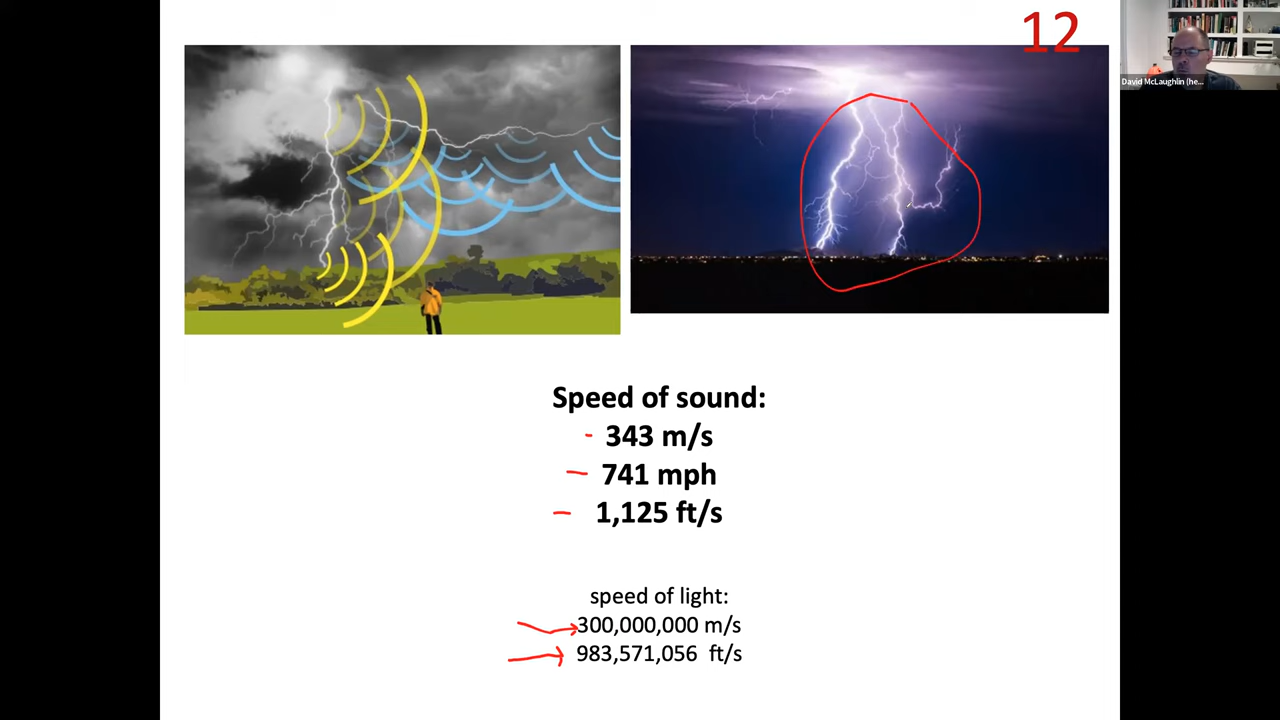 12
David McLaughlin (he...
Speed of sound:
343 m/s
741 mph
1,125 ft/s
speed of light:
300,000,000 m/s
983,571,056 ft/s